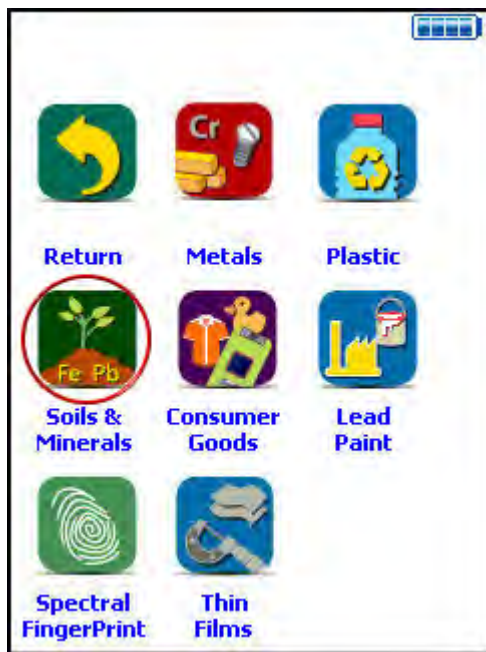 Cr
Return
Metals
Plastic
Fe Pb
Soils &
Minerals
Consumer
Goods
Lead
Paint
Spectral
FingerPrint
Thin
Films